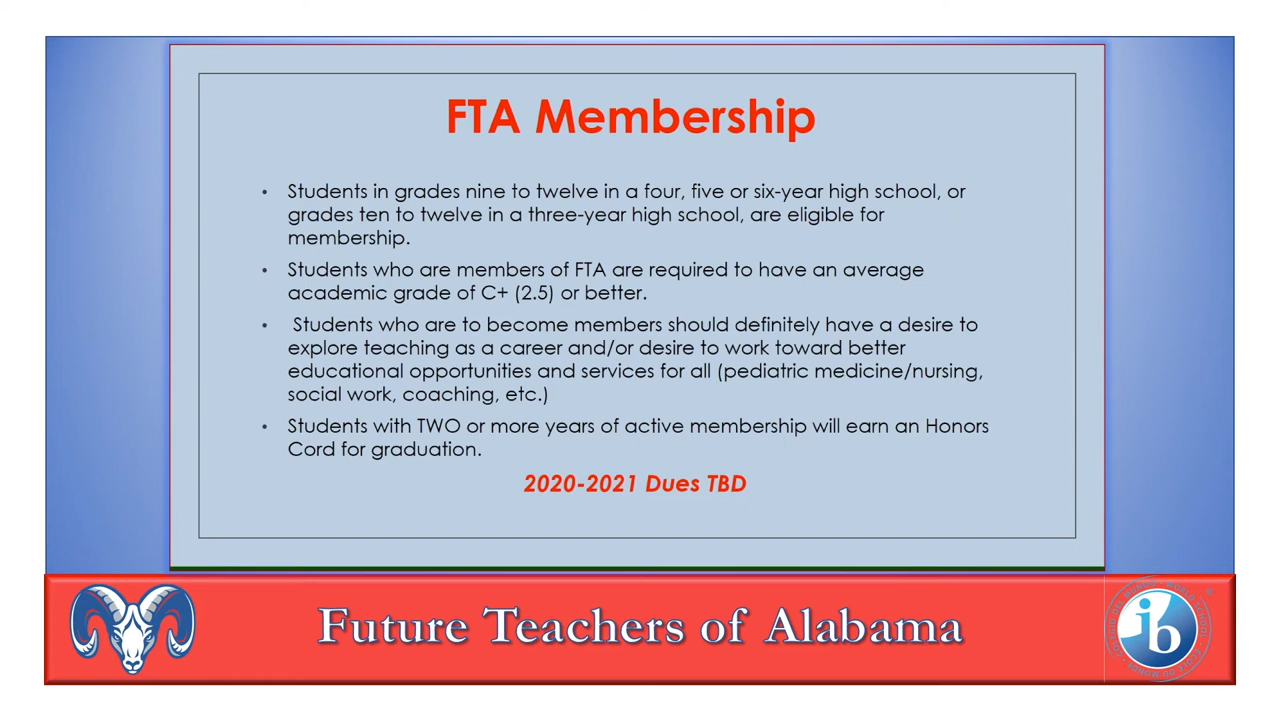 FTA Membership
• Students in grades nine to twelve in a four, five or six-year high school, or
grades ten to twelve in a three-year high school, are eligible for
membership.
• Students who are members of FTA are required to have an average
academic grade of C+ (2.5) or better.
• Students who are to become members should definitely have a desire to
explore teaching as a career and/or desire to work toward better
educational opportunities and services for all (pediatric medicine/nursing,
social work, coaching, etc.)
• Students with TWO or more years of active membership will earn an Honors
Cord for graduation.
2020-2021 Dues TBD
Future Teachers of Alabama
ib